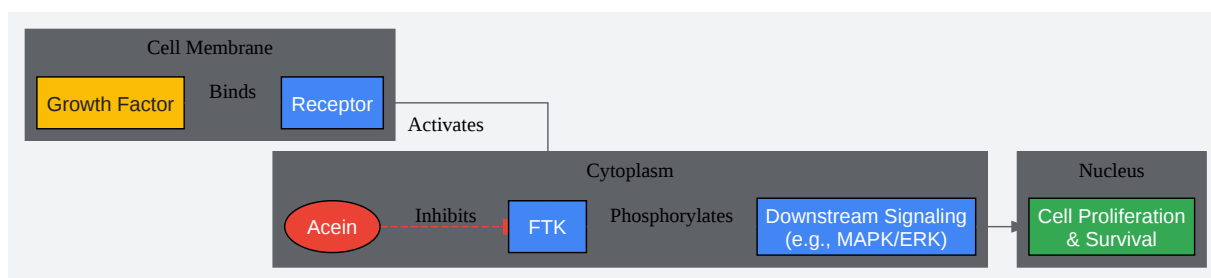 Cell Membrane
Growth Factor
Binds
Receptor
Activates
Cytoplasm
Acein
Inhibits
FTK
Phosphorylates
Downstream Signaling
(e.g., MAPK/ERK)
Nucleus
Cell Proliferation
& Survival